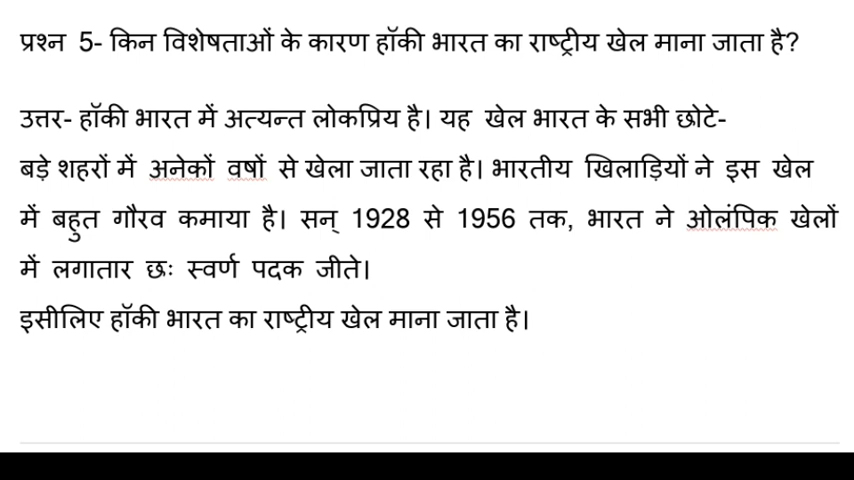 प्रश्न 5- किन विशेषताओं के कारण हॉकी भारत का राष्ट्रीय खेल माना जाता है?
उत्तर- हॉकी भारत में अत्यन्त लोकप्रिय है। यह खेल भारत के सभी छोटे-
बड़े शहरों में अनेकों वषों से खेला जाता रहा है। भारतीय खिलाड़ियों ने इस खेल
में बहुत गौरव कमाया है। सन् 1928 से 1956 तक, भारत ने ओलंपिक खेलों
में लगातार छः स्वर्ण पदक जीते।
इसीलिए हॉकी भारत का राष्ट्रीय खेल माना जाता है।